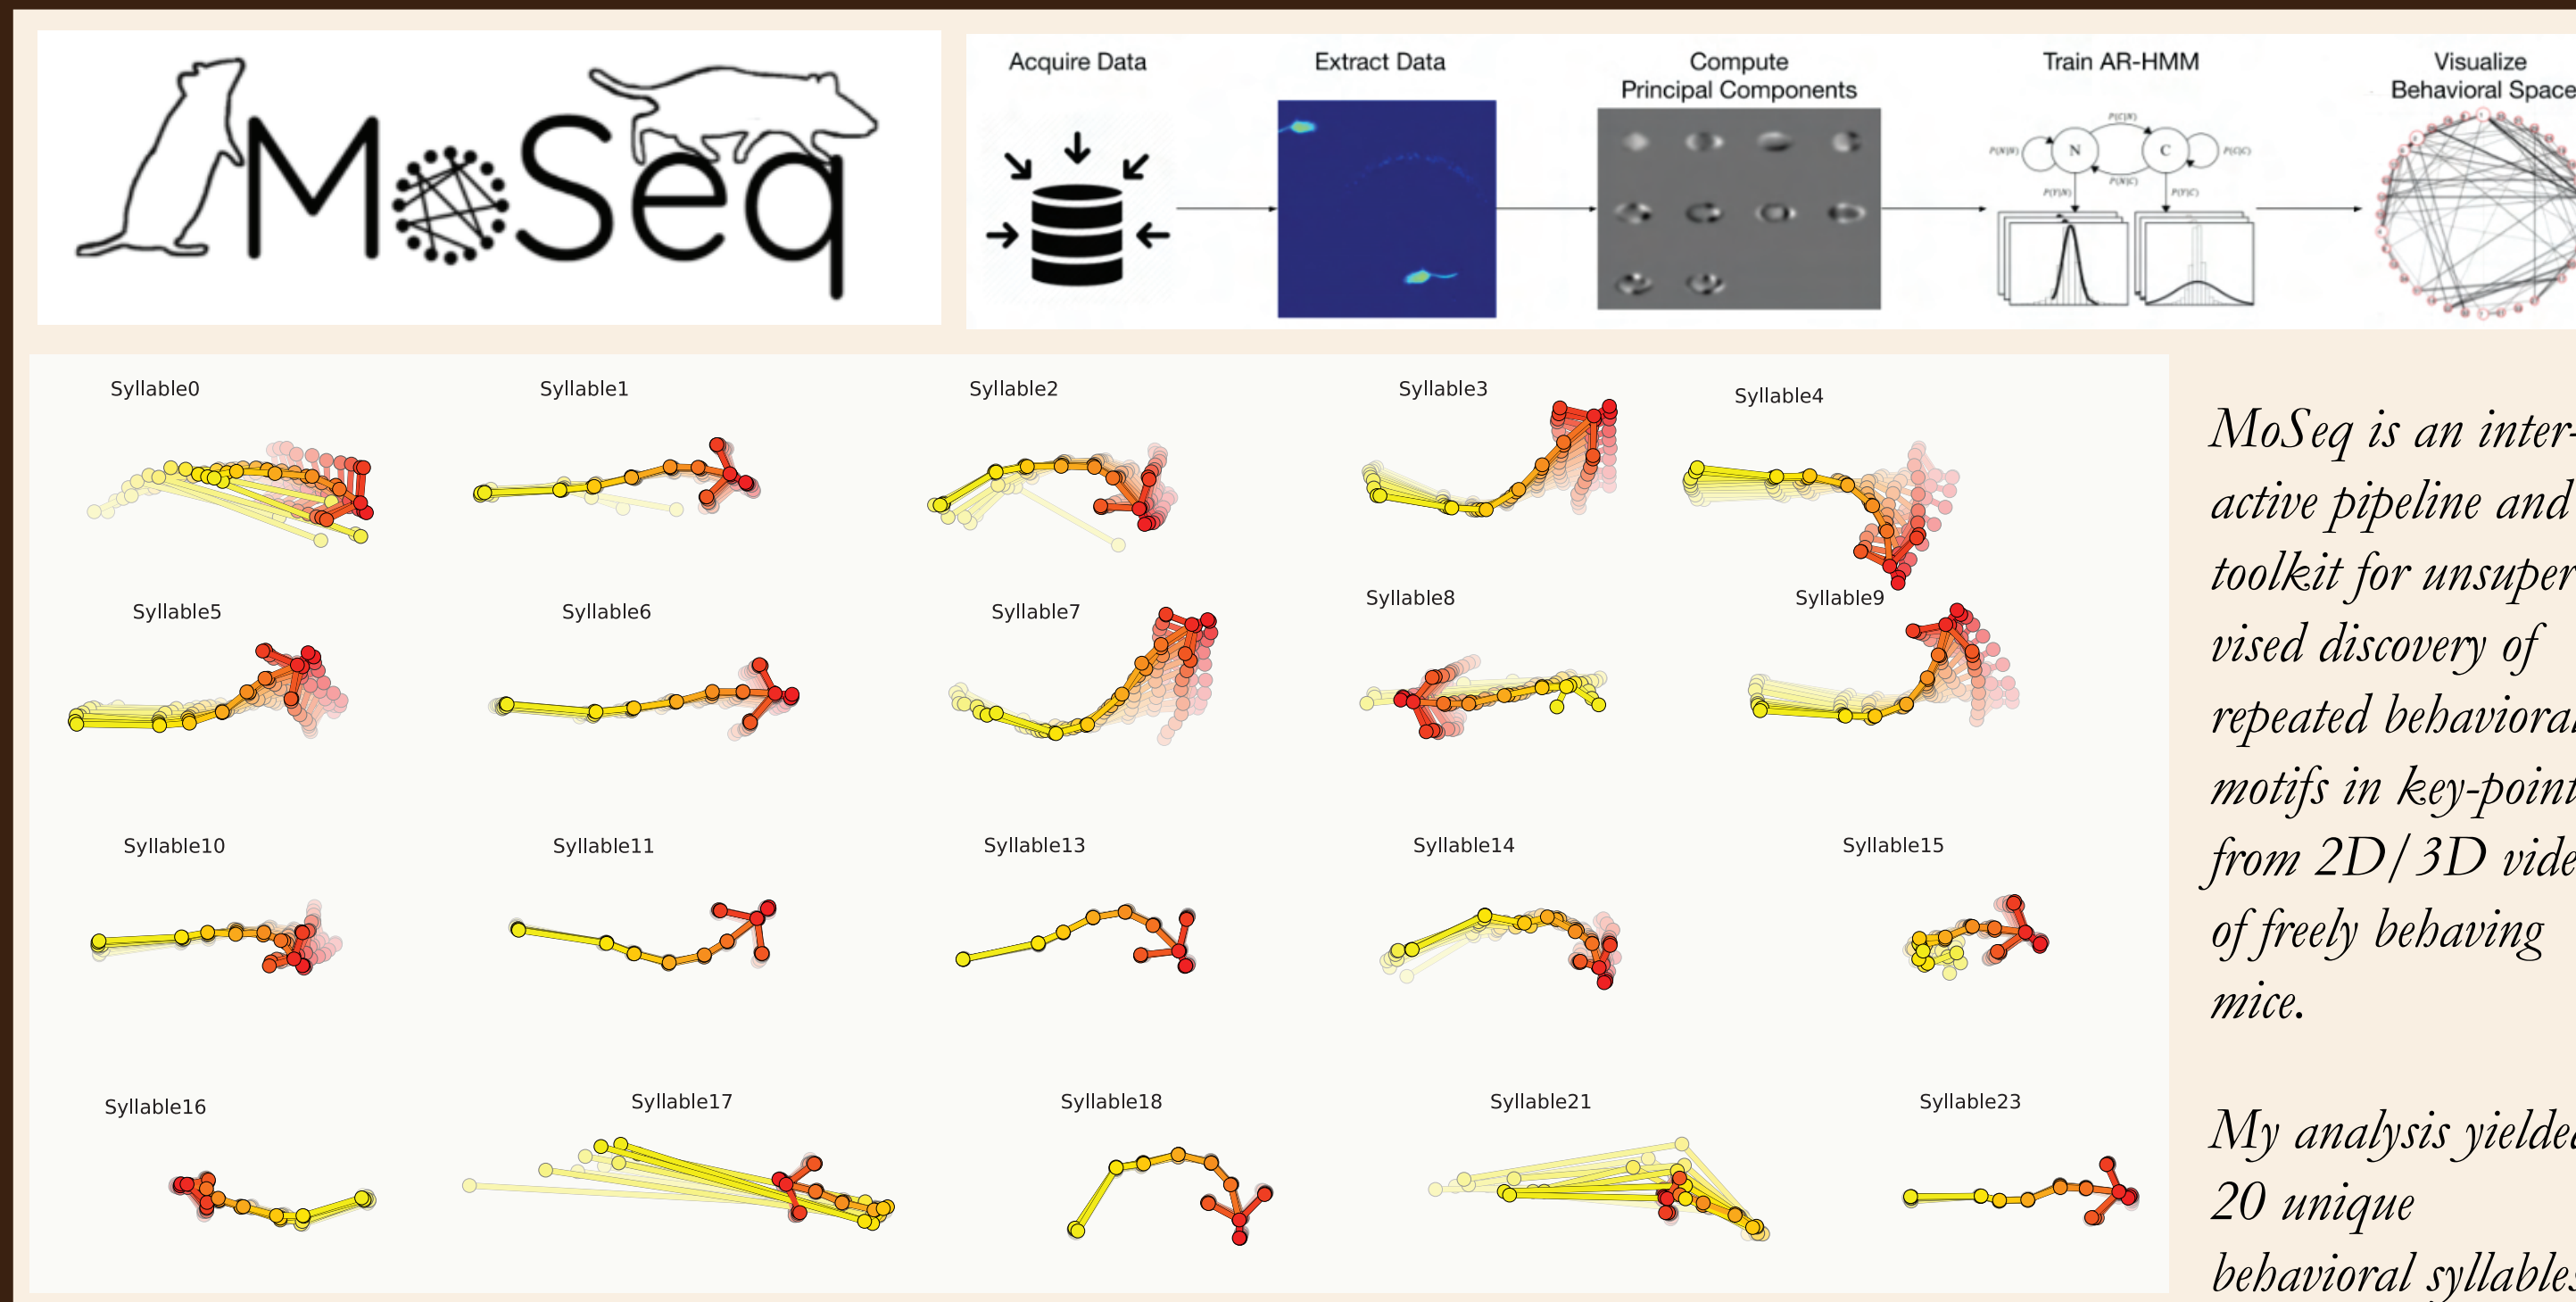 MoSeq
Acquire Data
Extract Data
Compute
Principal Components
Train AR-HMM
Visualize
Behavioral Space
P(C|N)
P(N|N)
N
C
P(C|C)
P(N|C)
P(Y|N)
P(Y|C)
Syllable0
Syllable1
Syllable2
Syllable3
Syllable4
Syllable5
Syllable6
Syllable7
Syllable8
Syllable9
Syllable10
Syllable11
Syllable13
Syllable14
Syllable15
Syllable16
Syllable17
Syllable18
Syllable21
Syllable23
MoSeq is an inter-
active pipeline and
toolkit for unsuper
vised discovery of
repeated behavioral
motifs in key-point
from 2D/3D vide
of freely behaving
mice.
My analysis yielded
20 unique
behavioral syllables